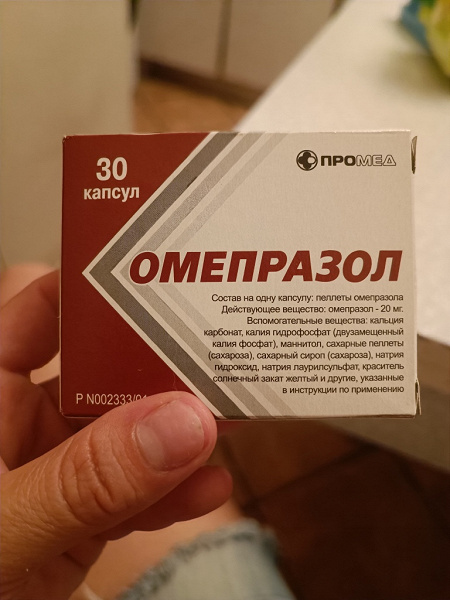 30
капсул
ПРОМЕД
ОМЕПРАЗОЛ
Состав на одну капсулу: пеллеты омепразола
Действующее вещество: омепразол - 20 мг.
Вспомогательные вещества: кальция
карбонат, калия гидрофосфат (двузамещенный
калия фосфат), маннитол, сахарные пеллеты
(сахароза), сахарный сироп (сахароза), натрия
гидроксид, натрия лаурилсульфат, краситель
солнечный закат желтый и другие, указанные
в инструкции по применению
Р N002333/01